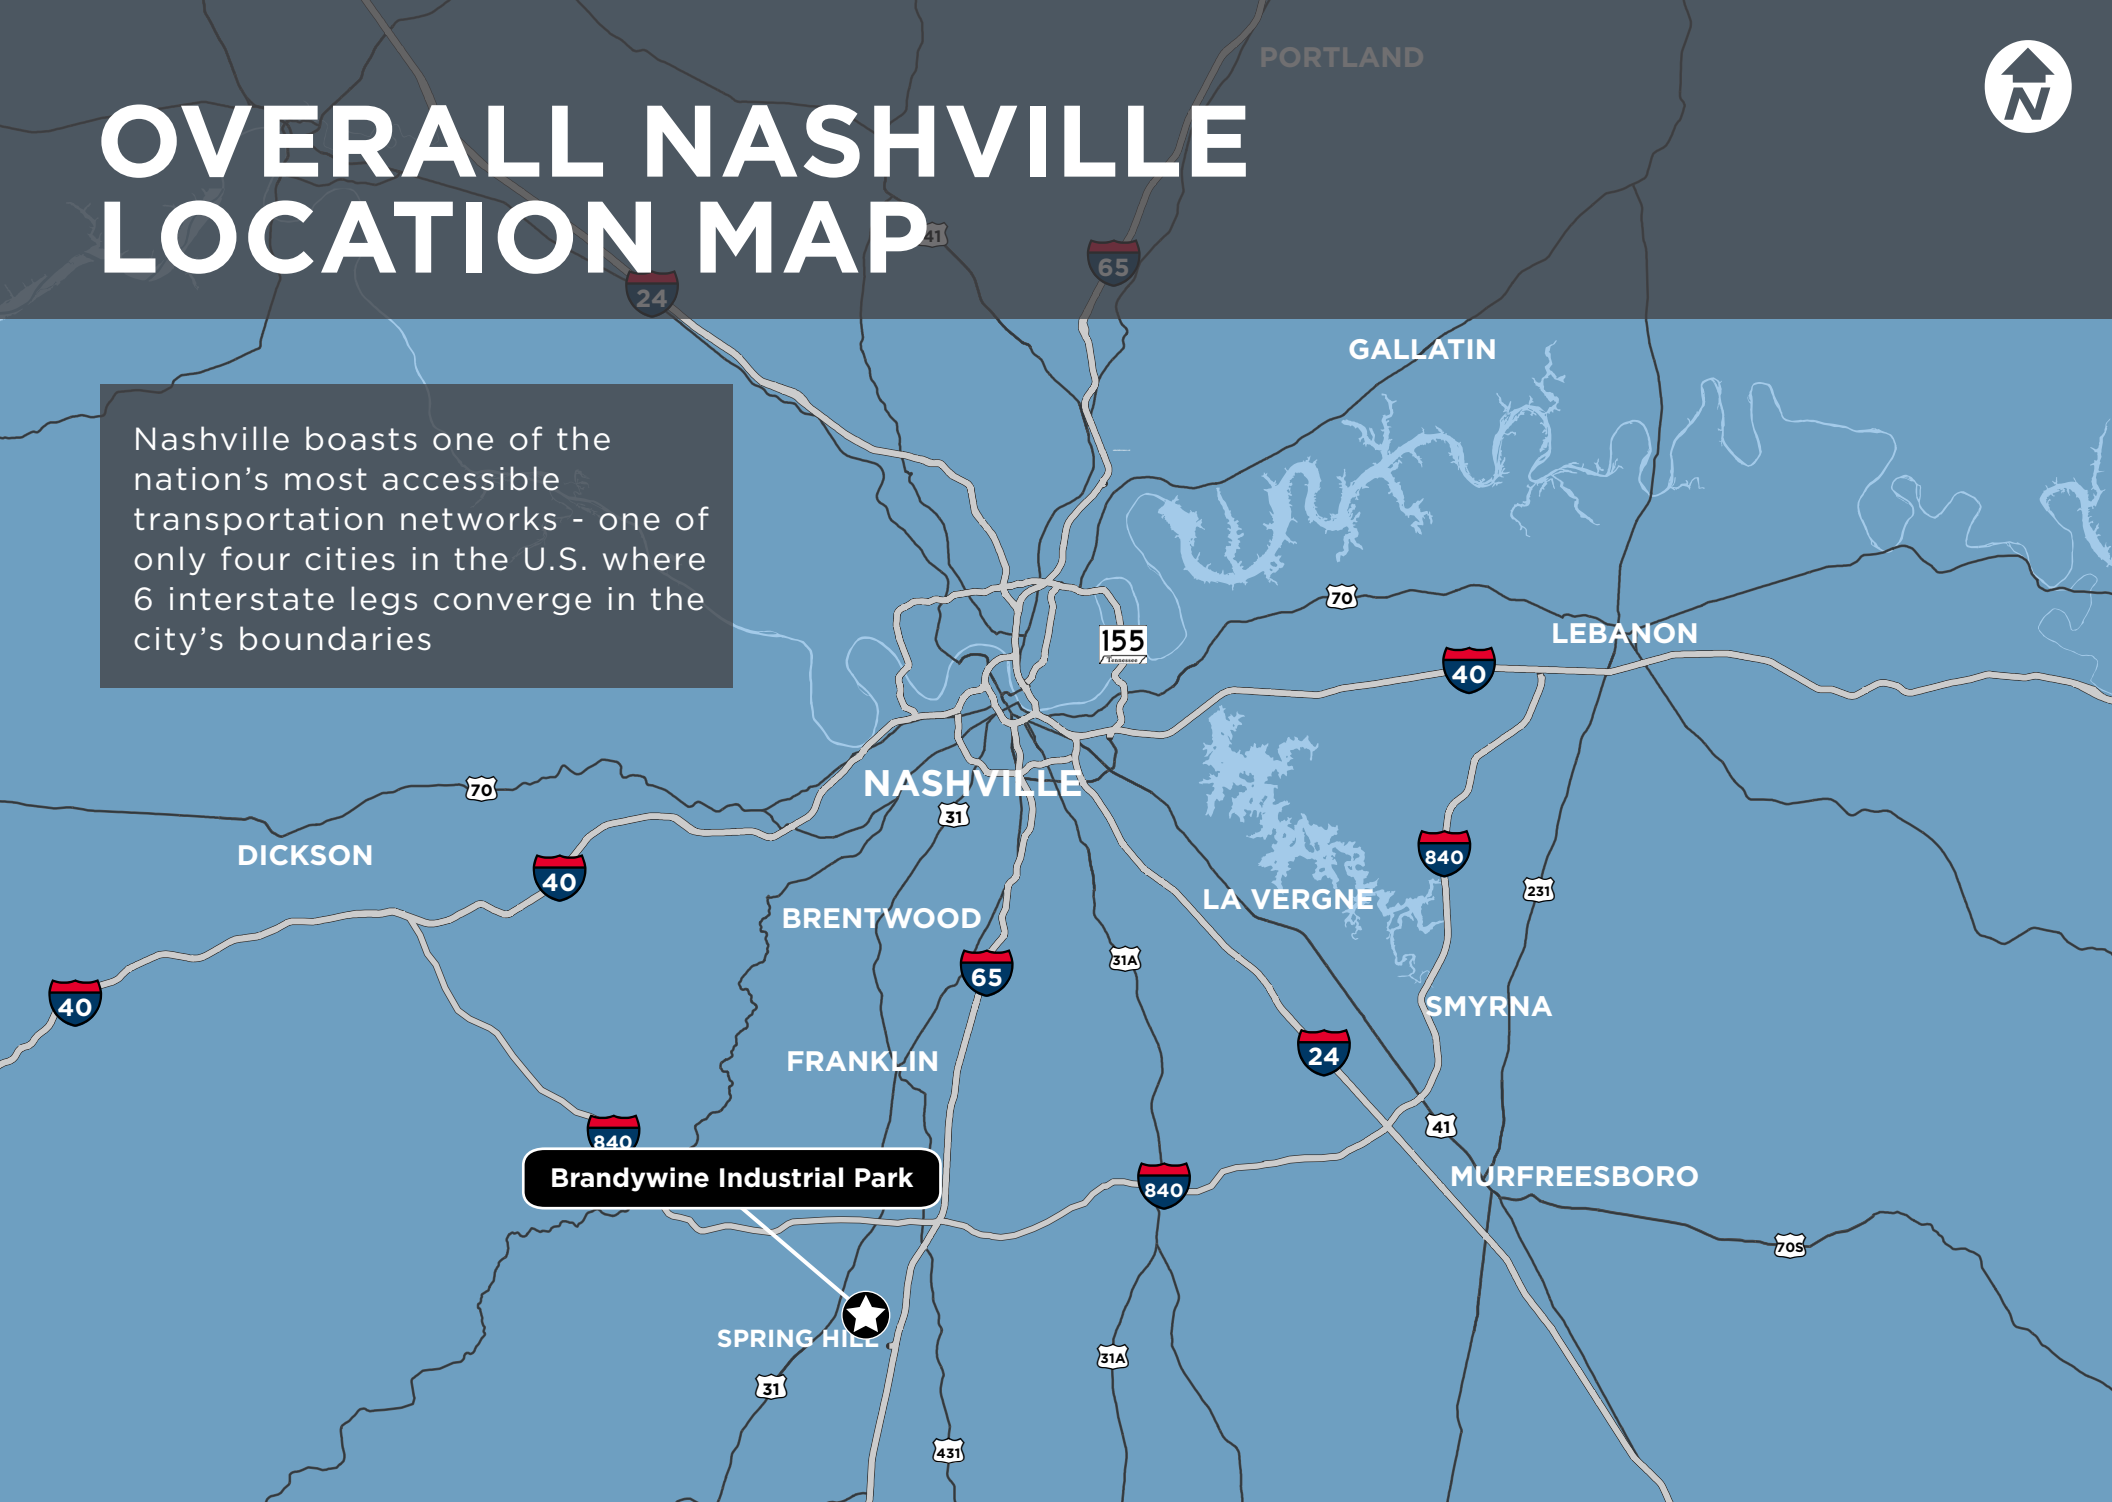 PORTLAND
N
OVERALL NASHVILLE
LOCATION MAP
41
65
24
GALLATIN
Nashville boasts one of the
nation's most accessible
transportation networks - one of
only four cities in the U.S. where
6 interstate legs converge in the
city's boundaries
70
155
Tennessee
LEBANON
40
NASHVILLE
70
31
DICKSON
40
840
231
LA VERGNE
BRENTWOOD
31A
65
40
SMYRNA
24
FRANKLIN
41
840
Brandywine Industrial Park
MURFREESBORO
840
70S
SPRING HILL
31A
31
431